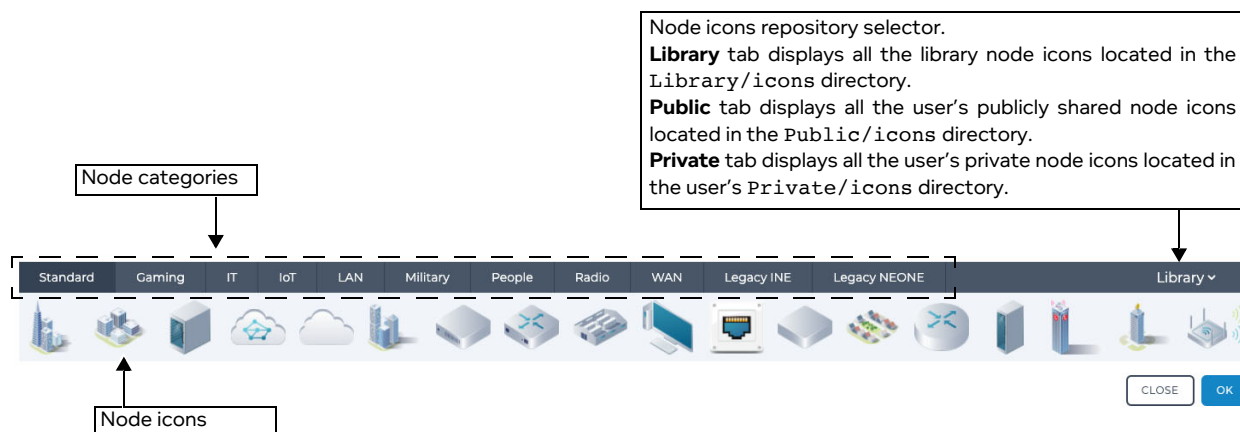 Node icons repository selector.
Library tab displays all the library node icons located in the
Library/icons directory.
Public tab displays all the user’s publicly shared node icons
located in the Public/icons directory.
Private tab displays all the user’s private node icons located in
the user’s Private/icons directory.
Node categories
Standard Gaming IT IoT LAN Military People Radio WAN Legacy INE Legacy NEONE Library
CLOSE OK
Node icons